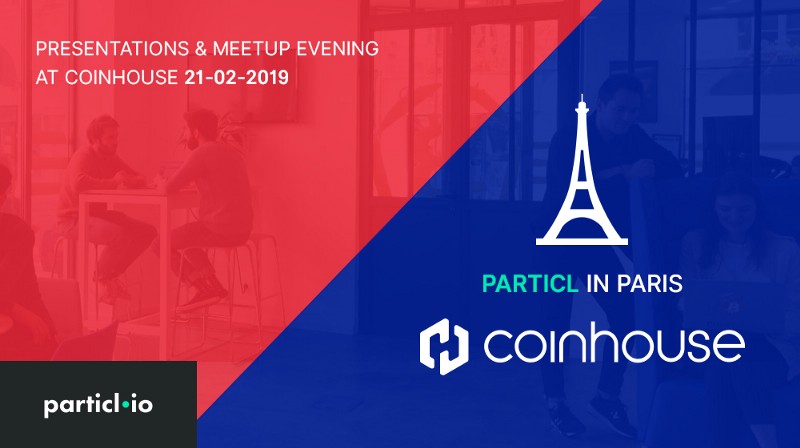 PRESENTATIONS & MEETUP EVENING
AT COINHOUSE 21-02-2019
PARTICL IN PARIS
coinhouse
particl•io